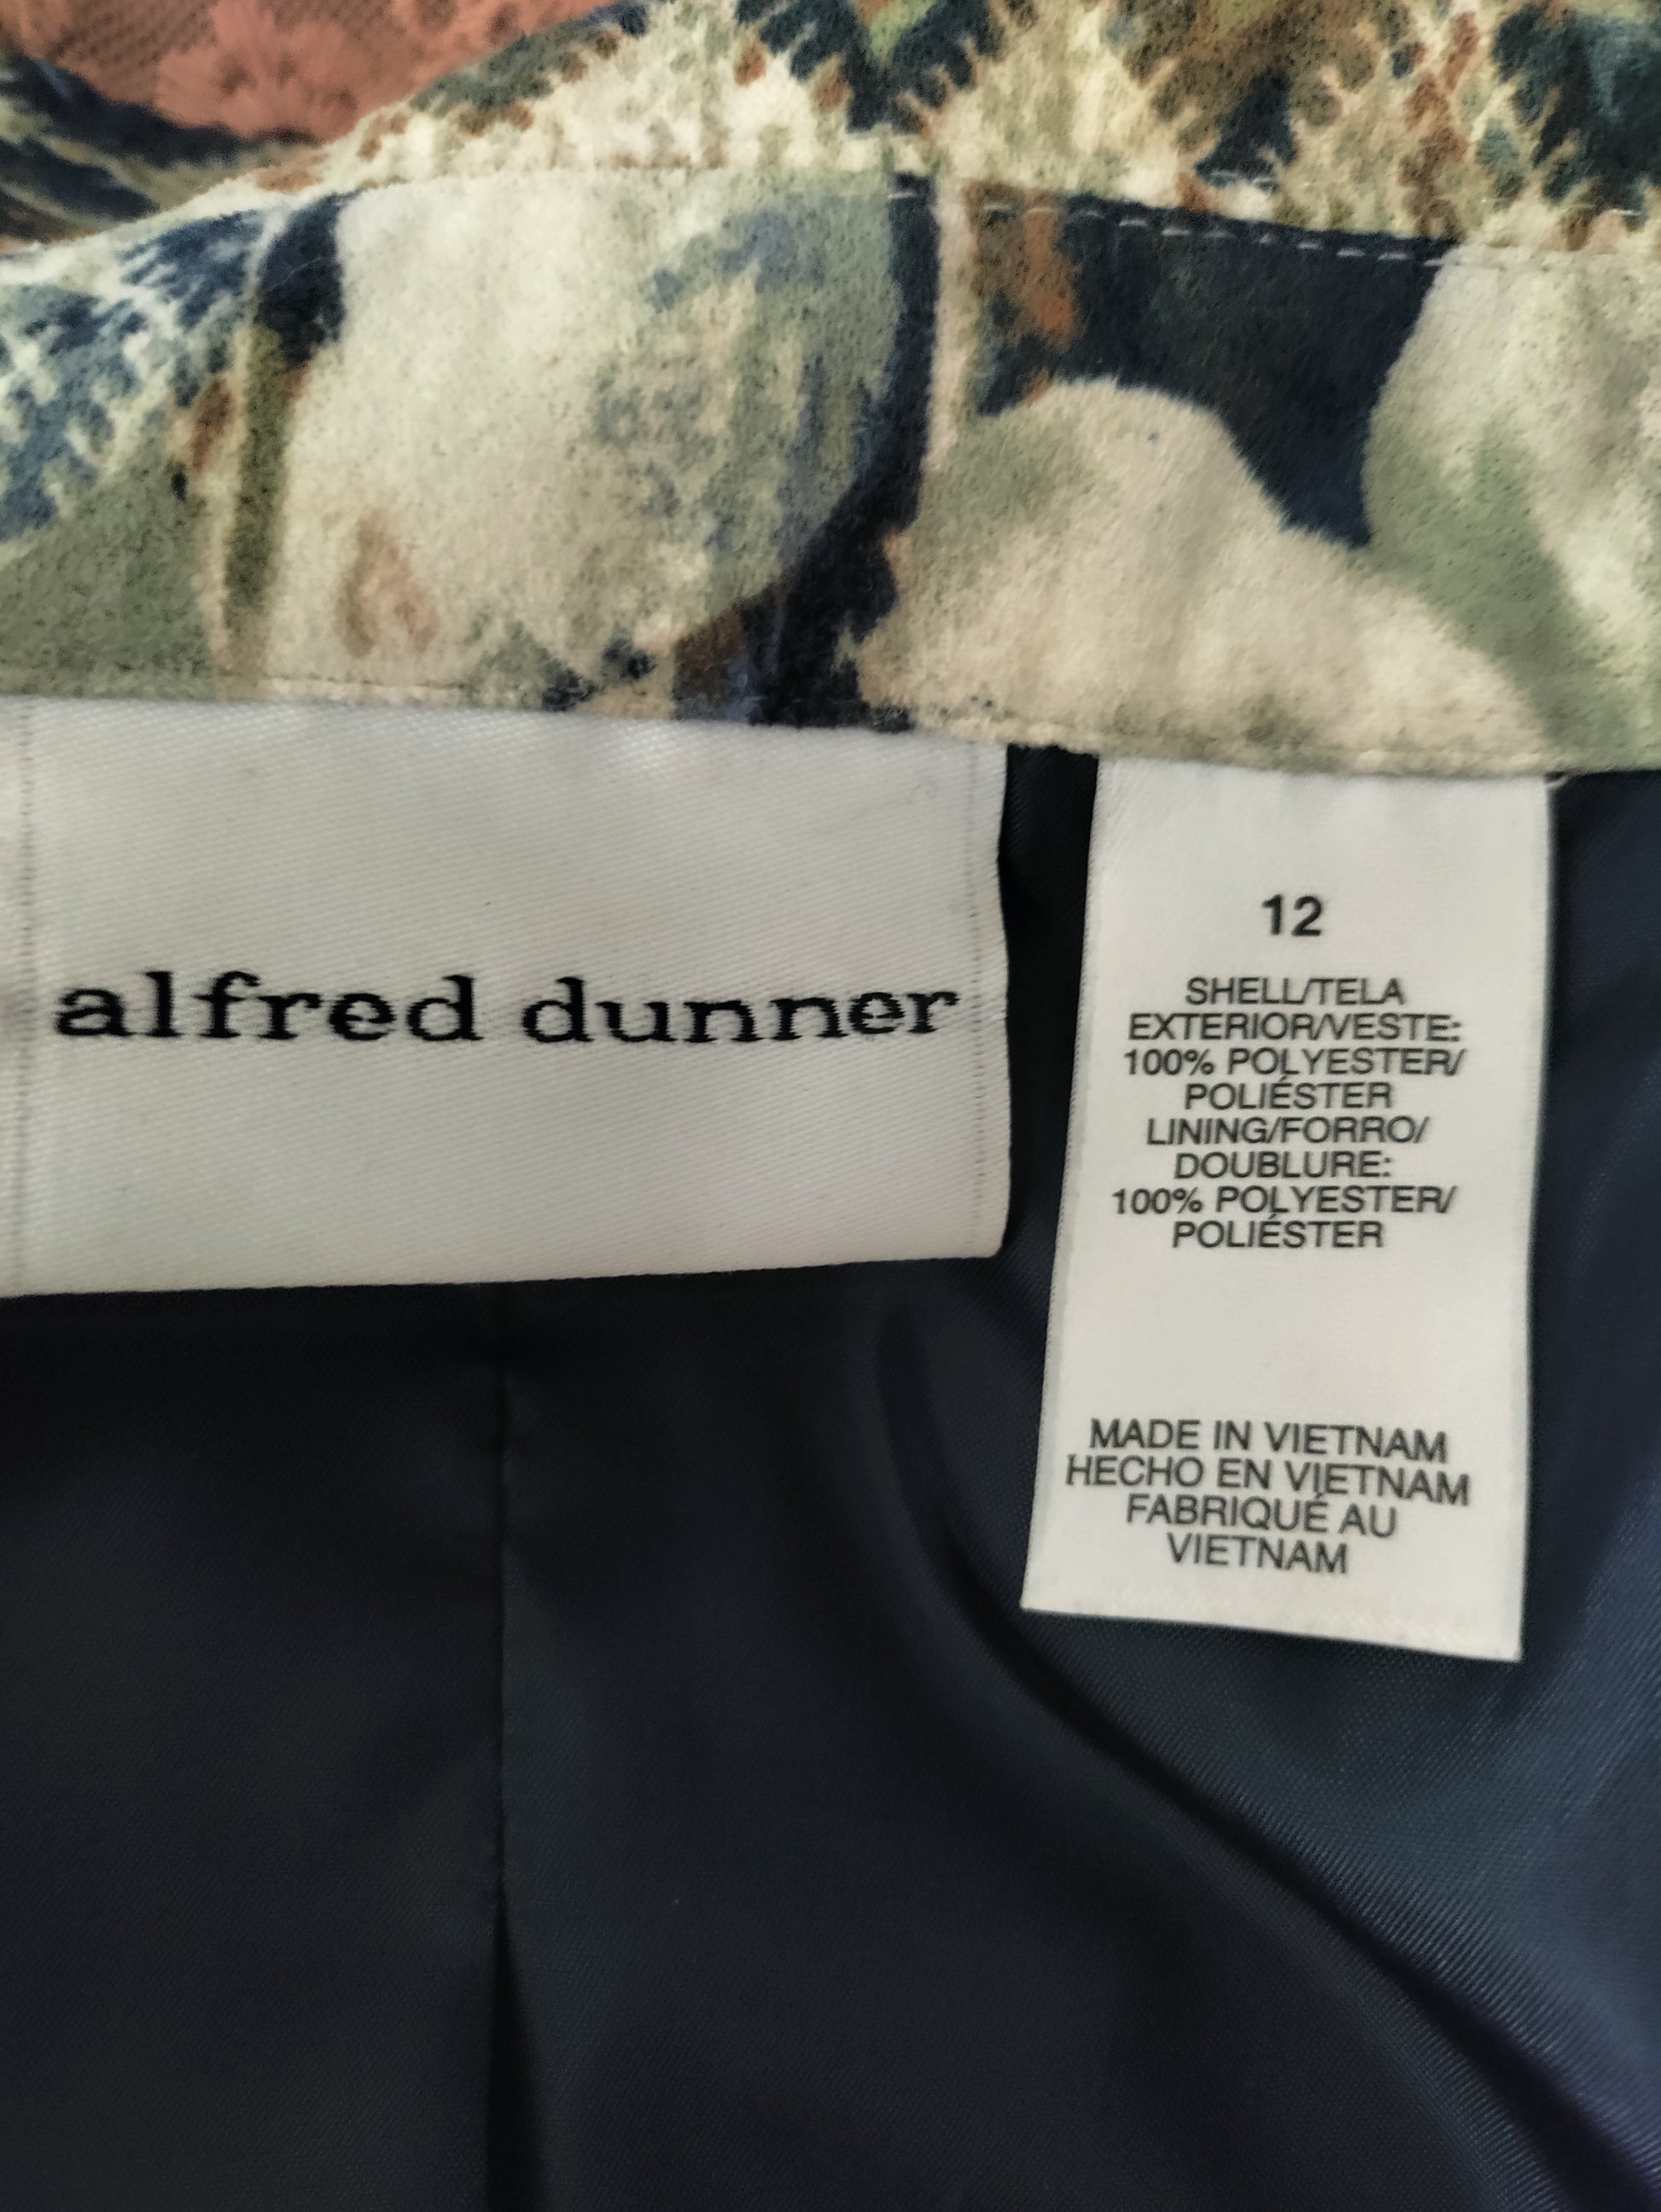 alfred dunner
12
SHELL/TELA
EXTERIOR/VESTE:
100% POLYESTER/
POLIÉSTER
LINING/FORRO/
DOUBLURE:
100% POLYESTER/
POLIÉSTER
MADE IN VIETNAM
HECHO EN VIETNAM
FABRIQUÉ AU
VIETNAM